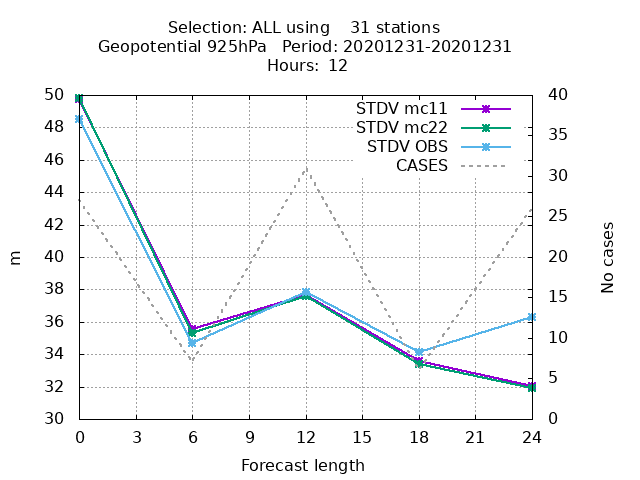 Selection: ALL using    31 stations
Geopotential 925hPa   Period: 20201231-20201231
Hours: 12
STDV mc11
STDV mc22
STDV OBS
CASES
m
50
48
46
44
42
40
38
36
34
32
30
40
35
30
25
20
15
10
5
0
No cases
0 3 6 9 12 15 18 21 24
Forecast length